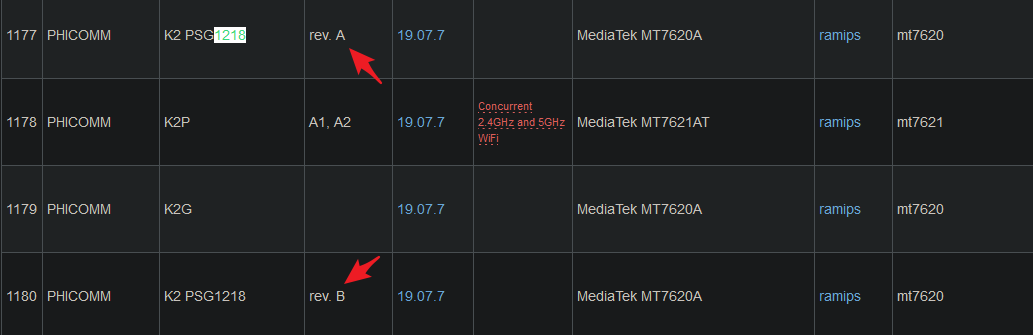 1177 PHICOMM K2 PSG1218 rev. A 19.07.7 MediaTek MT7620A ramips mt7620
1178 PHICOMM K2P A1, A2 19.07.7 Concurrent 2.4GHz and 5GHz WiFi MediaTek MT7621AT ramips mt7621
1179 PHICOMM K2G 19.07.7 MediaTek MT7620A ramips mt7620
1180 PHICOMM K2 PSG1218 rev. B 19.07.7 MediaTek MT7620A ramips mt7620